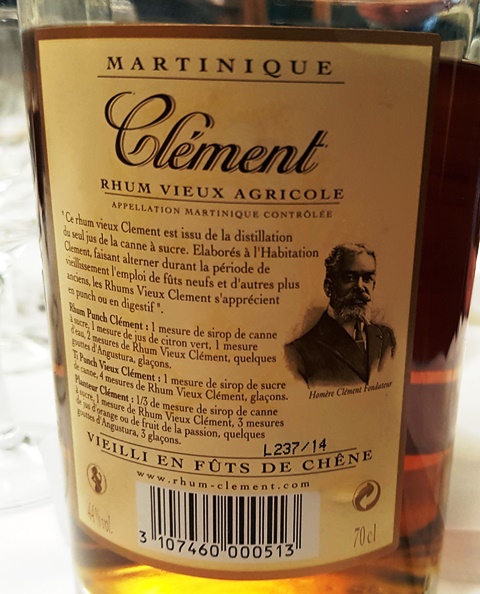 MARTINIQUE
Clément
RHUM VIEUX AGRICOLE
APPELLATION MARTINIQUE CONTRÔLÉE
"Ce rhum vieux Clement est issu de la distillation
du seul jus de la canne à sucre. Elaborés à l'Habitation
Clement, faisant alterner durant la période de
vieillissement l'emploi de fûts neufs et d'autres plus
anciens, les Rhums Vieux Clement s'apprécient
en punch ou en digestif".
Rhum Punch Clément : 1 mesure de sirop de canne
à sucre, 1 mesure de jus de citron vert, 1 mesure
d'eau, 2 mesures de Rhum Vieux Clément, quelques
gouttes d'Angustura, glaçons.
Ti Punch Vieux Clément : 1 mesure de sirop de sucre
de canne, 4 mesures de Rhum Vieux Clément, glaçons.
Planteur Clément : 1/3 de mesure de sirop de canne
à sucre, 1 mesure de Rhum Vieux Clément, 3 mesures
de jus d'orange ou de fruit de la passion, quelques
gouttes d'Angustura, 3 glaçons.
Homère Clément Fondateur
L237/14
VIEILLI EN FÛTS DE CHÊNE
www.rhum-clement.com
44%vol.
3 107460 000513
70 cl